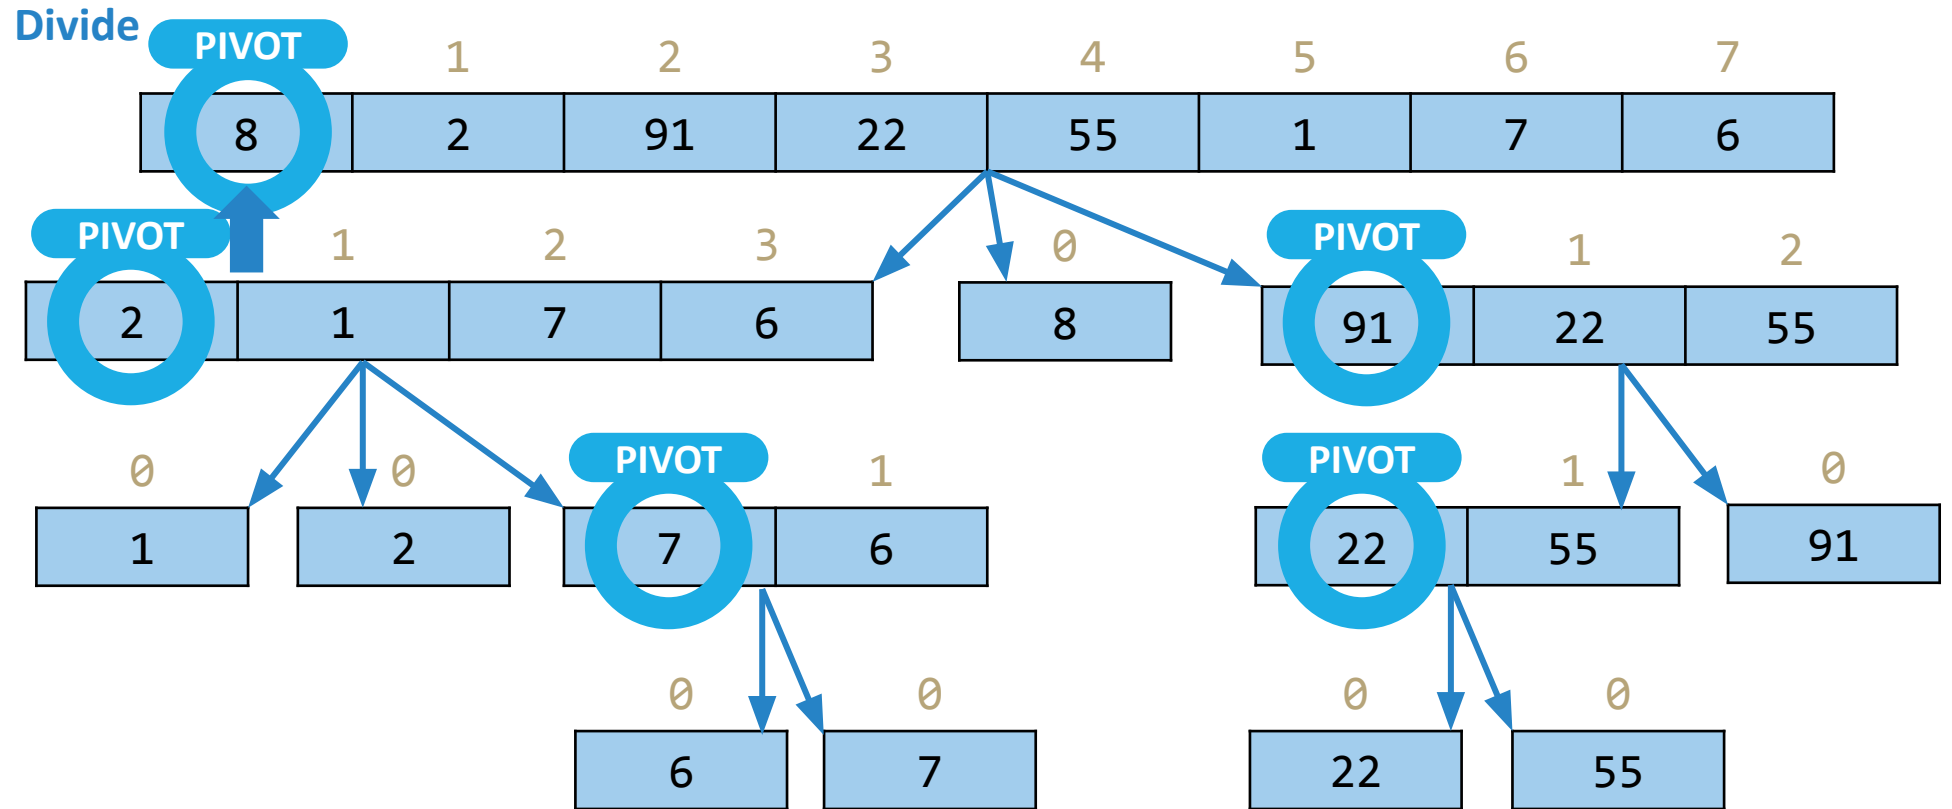 Divide
PIVOT 1 2 3 4 5 6 7
8 2 91 22 55 1 7 6
PIVOT 1 2 3 0 PIVOT 1 2
2 1 7 6 8 91 22 55
0 0 PIVOT 1 PIVOT 1 0
1 2 7 6 22 55 91
0 0 0 0
6 7 22 55